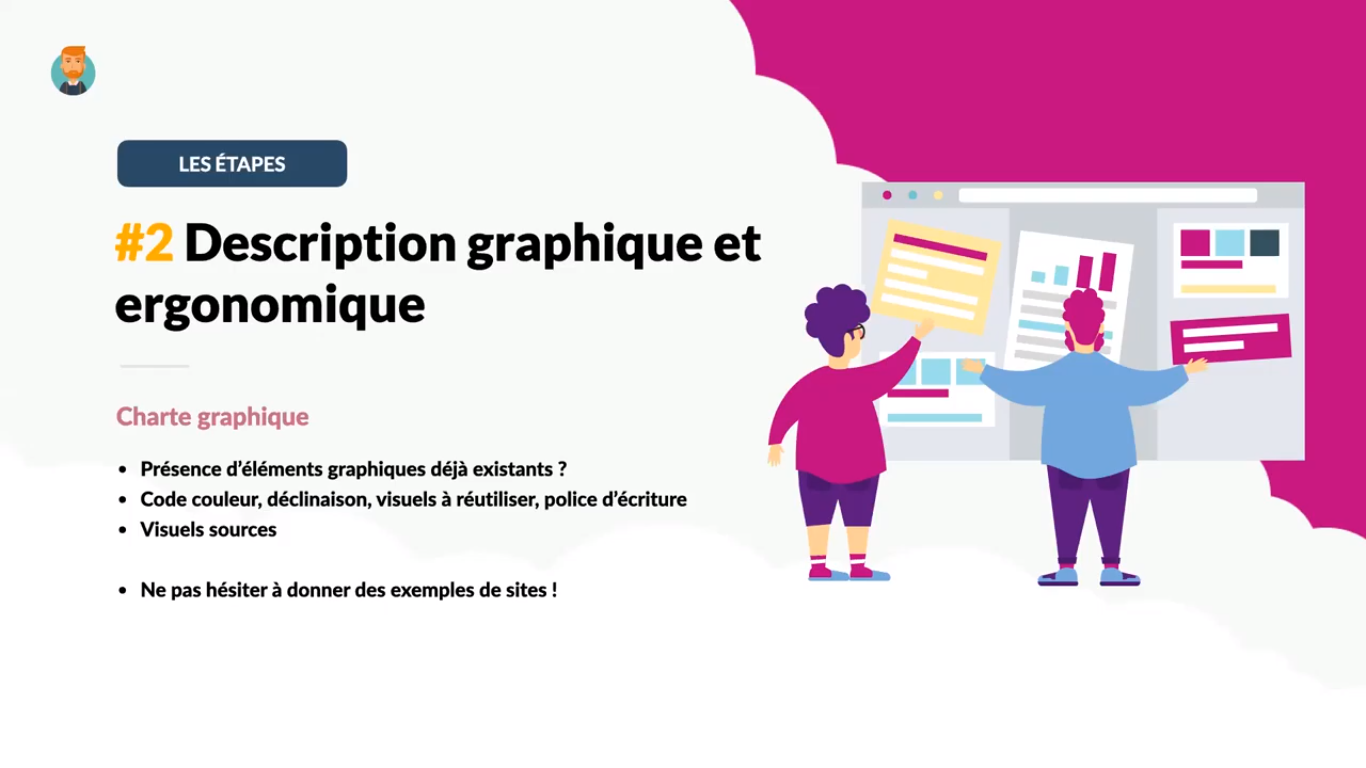 LES ÉTAPES
#2 Description graphique et
ergonomique
Charte graphique
• Présence d’éléments graphiques déjà existants ?
• Code couleur, déclinaison, visuels à réutiliser, police d’écriture
• Visuels sources
• Ne pas hésiter à donner des exemples de sites !